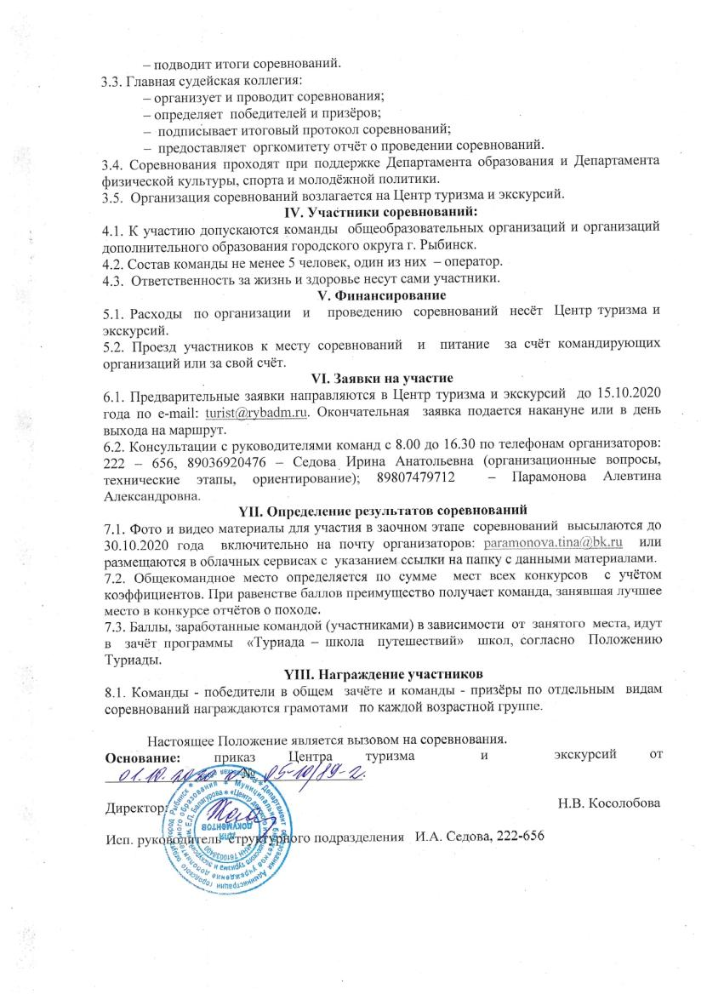 – подводит итоги соревнований.
3.3. Главная судейская коллегия:
– организует и проводит соревнования;
– определяет победителей и призёров;
– подписывает итоговый протокол соревнований;
– предоставляет оргкомитету отчёт о проведении соревнований.
3.4. Соревнования проходят при поддержке Департамента образования и Департамента
физической культуры, спорта и молодёжной политики.
3.5. Организация соревнований возлагается на Центр туризма и экскурсий.
IV. Участники соревнований:
4.1. К участию допускаются команды общеобразовательных организаций и организаций
дополнительного образования городского округа г. Рыбинск.
4.2. Состав команды не менее 5 человек, один из них – оператор.
4.3. Ответственность за жизнь и здоровье несут сами участники.
V. Финансирование
5.1. Расходы по организации и проведению соревнований несёт Центр туризма и
экскурсий.
5.2. Проезд участников к месту соревнований и питание за счёт командирующих
организаций или за свой счёт.
VI. Заявки на участие
6.1. Предварительные заявки направляются в Центр туризма и экскурсий до 15.10.2020
года по e-mail: turist@rybadm.ru. Окончательная заявка подается накануне или в день
выхода на маршрут.
6.2. Консультации с руководителями команд с 8.00 до 16.30 по телефонам организаторов:
222 – 656, 89036920476 – Седова Ирина Анатольевна (организационные вопросы,
технические этапы, ориентирование); 89807479712 – Парамонова Алевтина
Александровна.
YII. Определение результатов соревнований
7.1. Фото и видео материалы для участия в заочном этапе соревнований высылаются до
30.10.2020 года включительно на почту организаторов: paramonova.tina@bk.ru или
размещаются в облачных сервисах с указанием ссылки на папку с данными материалами.
7.2. Общекомандное место определяется по сумме мест всех конкурсов с учётом
коэффициентов. При равенстве баллов преимущество получает команда, занявшая лучшее
место в конкурсе отчётов о походе.
7.3. Баллы, заработанные командой (участниками) в зависимости от занятого места, идут
в зачёт программы «Туриада – школа путешествий» школ, согласно Положению
Туриады.
YIII. Награждение участников
8.1. Команды - победители в общем зачёте и команды - призёры по отдельным видам
соревнований награждаются грамотами по каждой возрастной группе.
Настоящее Положение является вызовом на соревнования.
Основание: приказ Центра туризма и экскурсий от
01.10.2020 № 05-10/89-2.
Директор: Н.В. Косолобова
Исп. руководитель структурного подразделения И.А. Седова, 222-656
для
документов